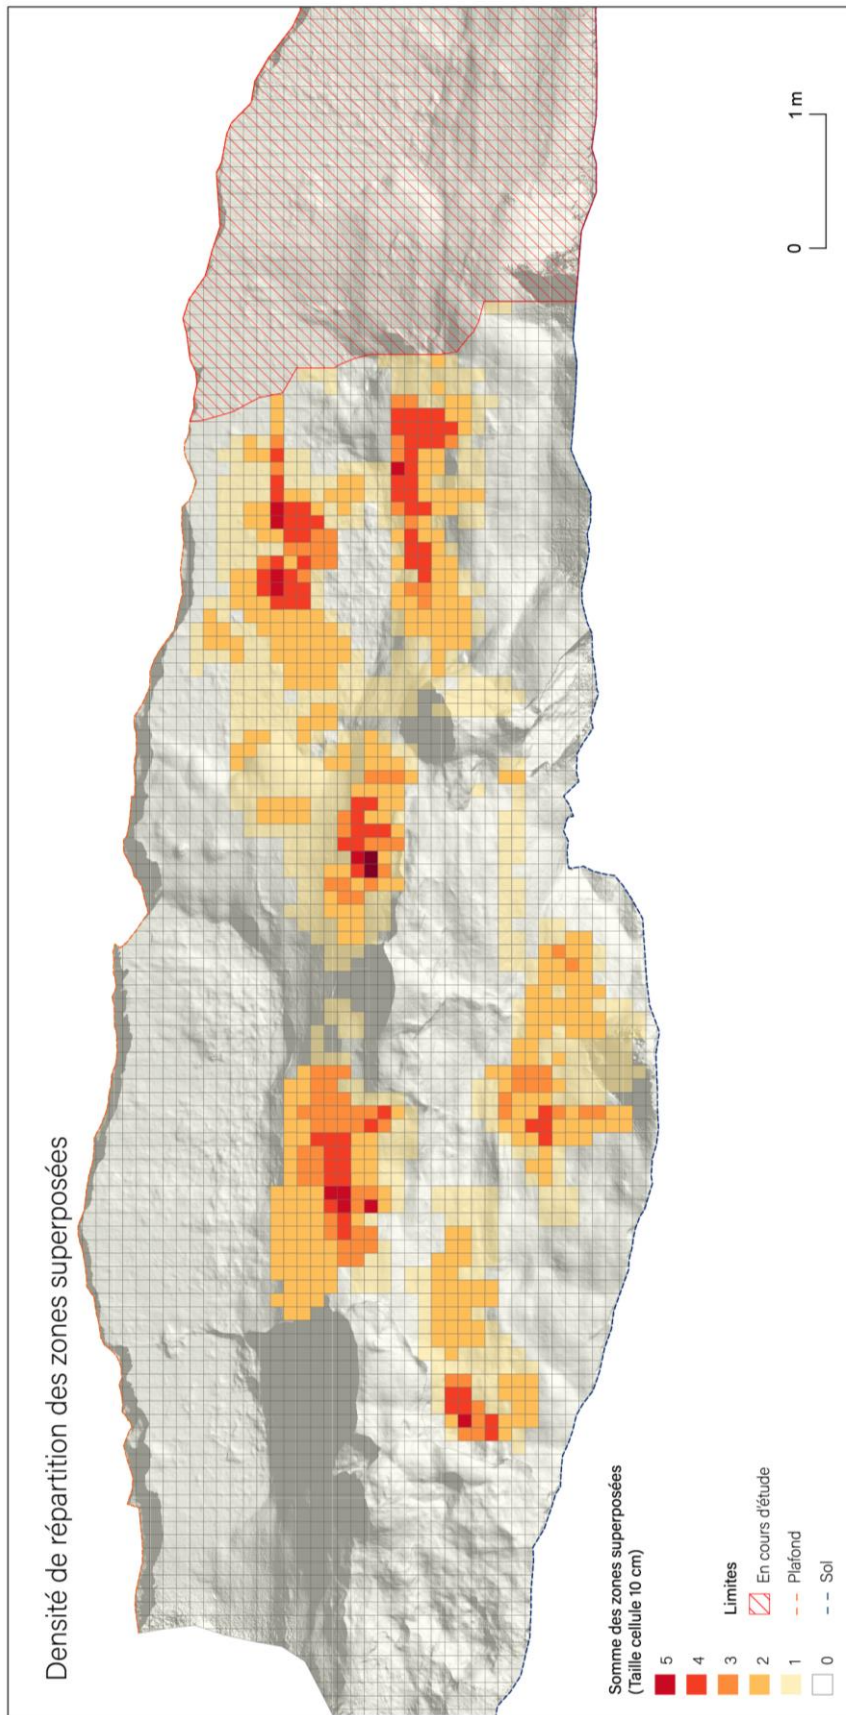 Densité de répartition des zones superposées
Somme des zones superposées
(Taille cellule 10 cm)
5
4
3
2
1
0
Limites
En cours d'étude
Plafond
Sol
0
1 m